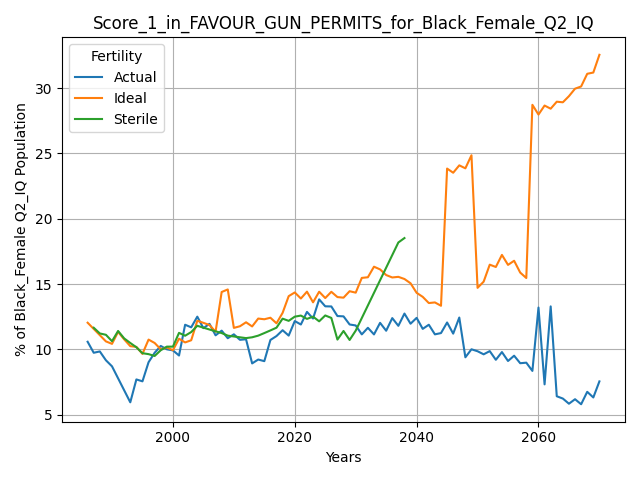 Score_1_in_FAVOUR_GUN_PERMITS_for_Black_Female_Q2_IQ
Fertility
Actual
Ideal
Sterile
% of Black_Female Q2_IQ Population
30
25
20
15
10
5
2000
2020
2040
2060
Years